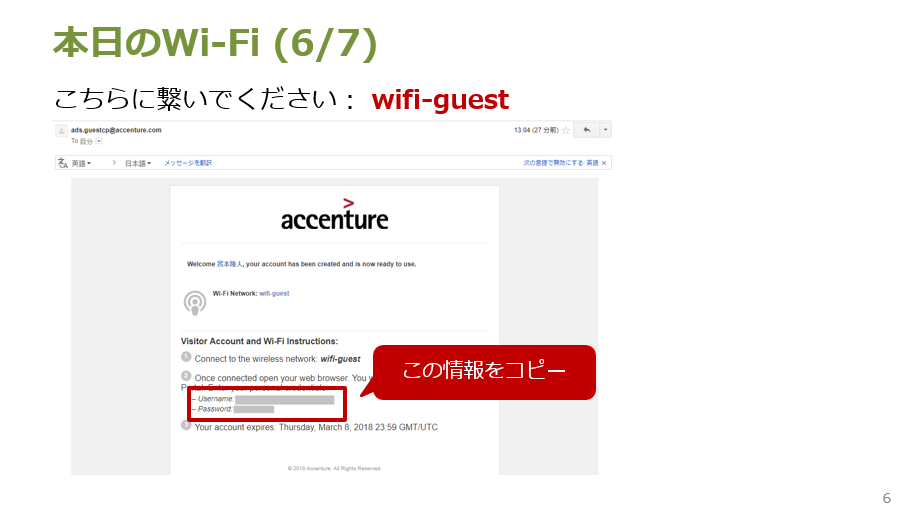 本日のWi-Fi (6/7)
こちらに繋いでください： wifi-guest
ads.guestcp@accenture.com
13:04 (27 分前)
To 自分
英語 > 日本語 メッセージを翻訳
次の言語で無効にする: 英語 ×
accenture
Welcome 宮本隆人, your account has been created and is now ready to use.
Wi-Fi Network: wifi-guest
Visitor Account and Wi-Fi Instructions:
1 Connect to the wireless network: wifi-guest
2 Once connected open your web browser. You
この情報をコピー
– Username:
– Password:
3 Your account expires: Thursday, March 8, 2018 23:59 GMT/UTC
© 2018 Accenture. All Rights Reserved.
6